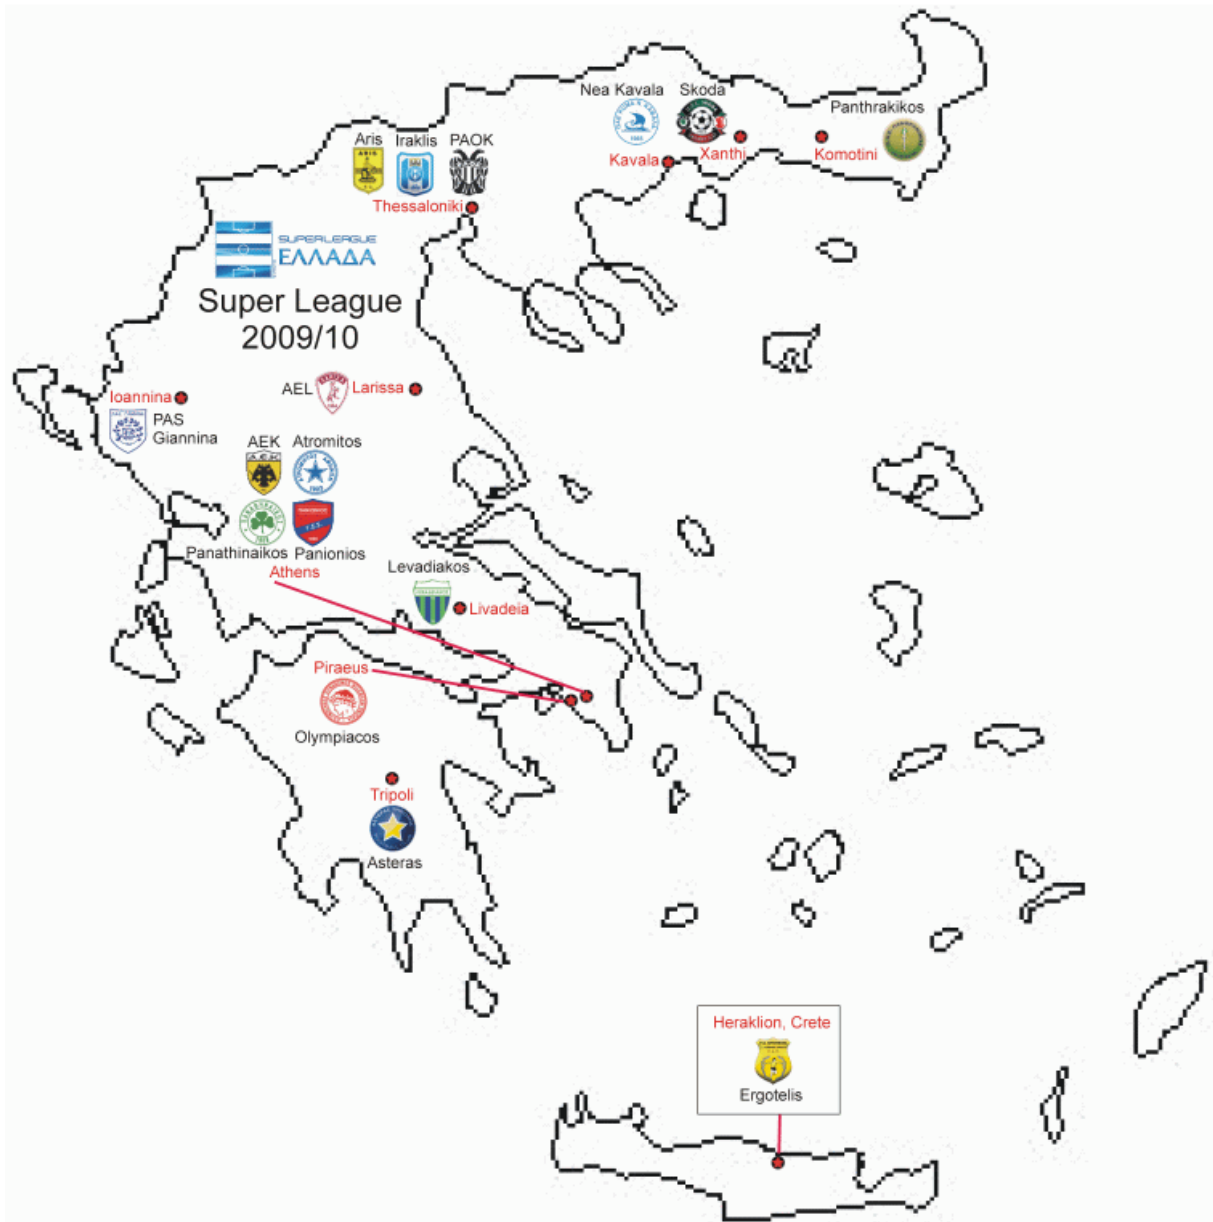 Nea Kavala
Skoda
Panthrakikos
Aris
Iraklis
PAOK
Kavala
Xanthi
Komotini
Thessaloniki
SUPERLEAGUE
ΕΛΛΑΔΑ
Super League
2009/10
AEL
Larissa
Ioannina
PAS
Giannina
AEK
Atromitos
A.E.K
Panathinaikos
Panionios
Athens
Levadiakos
Livadeia
Piraeus
Olympiacos
Tripoli
Asteras
Heraklion, Crete
Ergotelis